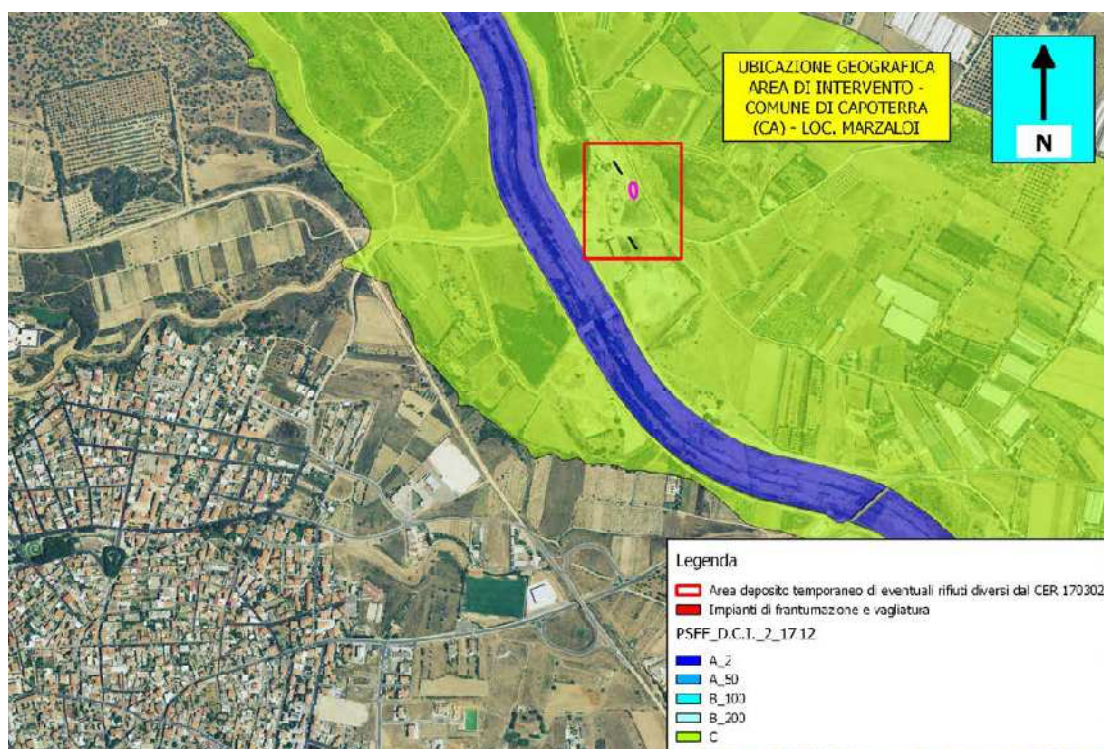 UBICAZIONE GEOGRAFICA
AREA DI INTERVENTO -
COMUNE DI CAPOTERRA
(CA) - LOC. MARZALOI
N
Legenda
Area deposito temporaneo di eventuali rifiuti diversi dal CER 170302
Impianti di frantumazione e vagliatura
PSFF_D.C.I._2_17.12
A_2
A_50
B_100
B_200
C